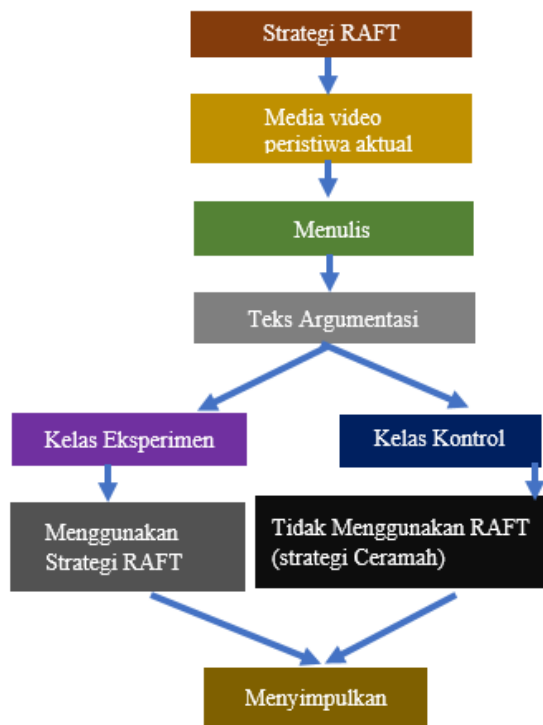 Strategi RAFT
Media video
peristiwa aktual
Menulis
Teks Argumentasi
Kelas Eksperimen
Kelas Kontrol
Menggunakan
Strategi RAFT
Tidak Menggunakan RAFT
(strategi Ceramah)
Menyimpulkan